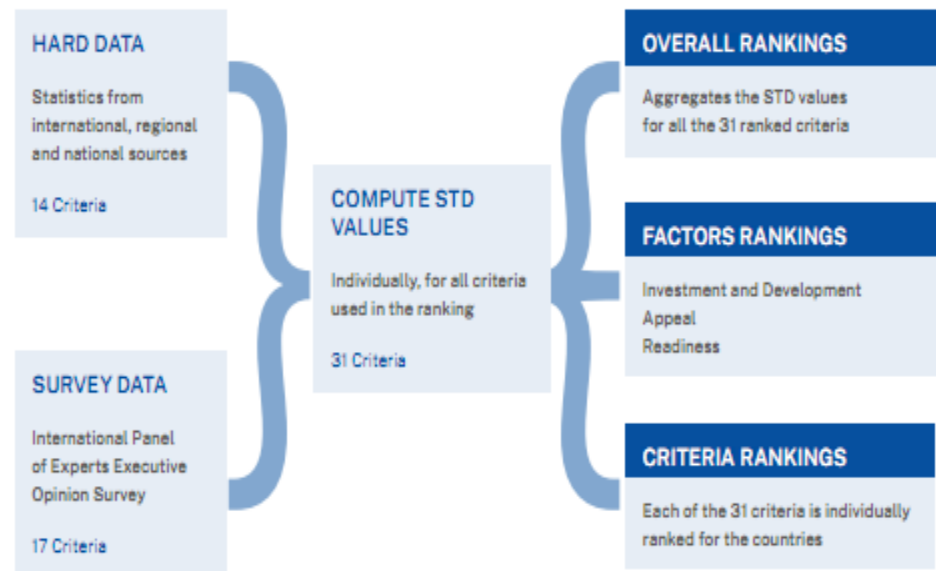 HARD DATA
Statistics from
international, regional
and national sources
14 Criteria
SURVEY DATA
International Panel
of Experts Executive
Opinion Survey
17 Criteria
COMPUTE STD
VALUES
Individually, for all criteria
used in the ranking
31 Criteria
OVERALL RANKINGS
Aggregates the STD values
for all the 31 ranked criteria
FACTORS RANKINGS
Investment and Development
Appeal
Readiness
CRITERIA RANKINGS
Each of the 31 criteria is individually
ranked for the countries